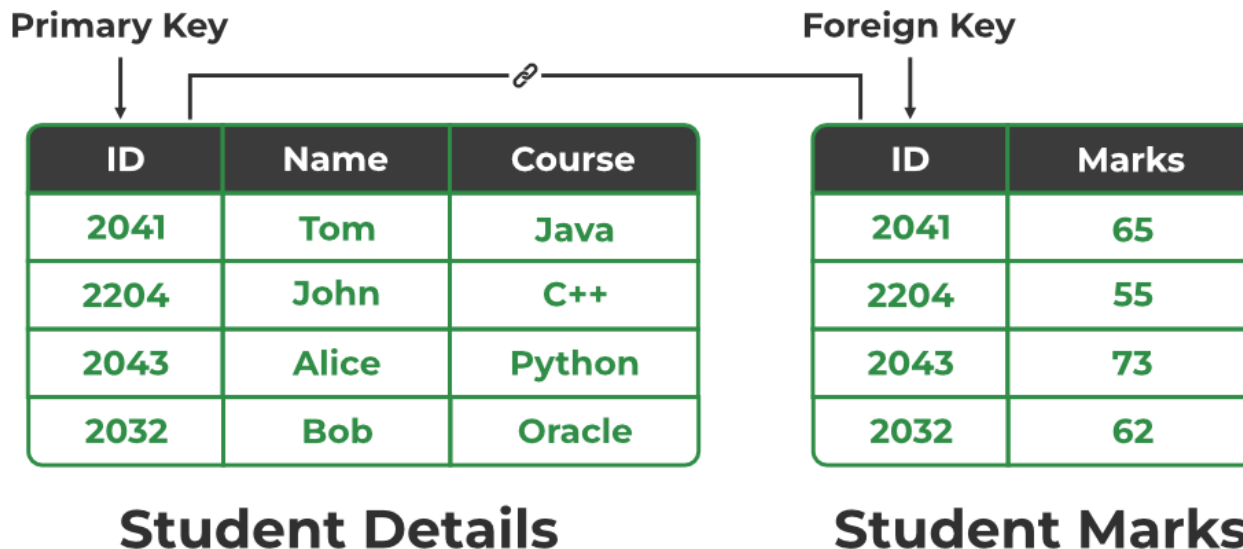 Primary Key Foreign Key
ID Name Course ID Marks
2041 Tom Java 2041 65
2204 John C++ 2204 55
2043 Alice Python 2043 73
2032 Bob Oracle 2032 62
Student Details Student Marks